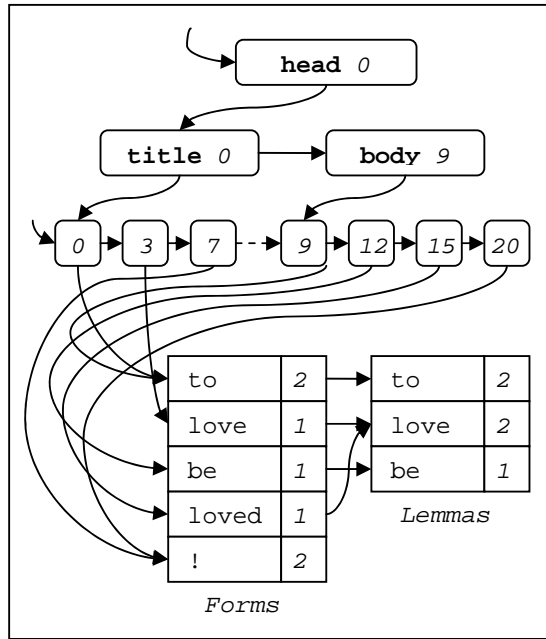 head 0
title 0 body 9
0 3 7 9 12 15 20
to 2 to 2
love 1 love 2
be 1 be 1
loved 1
Lemmas
! 2
Forms